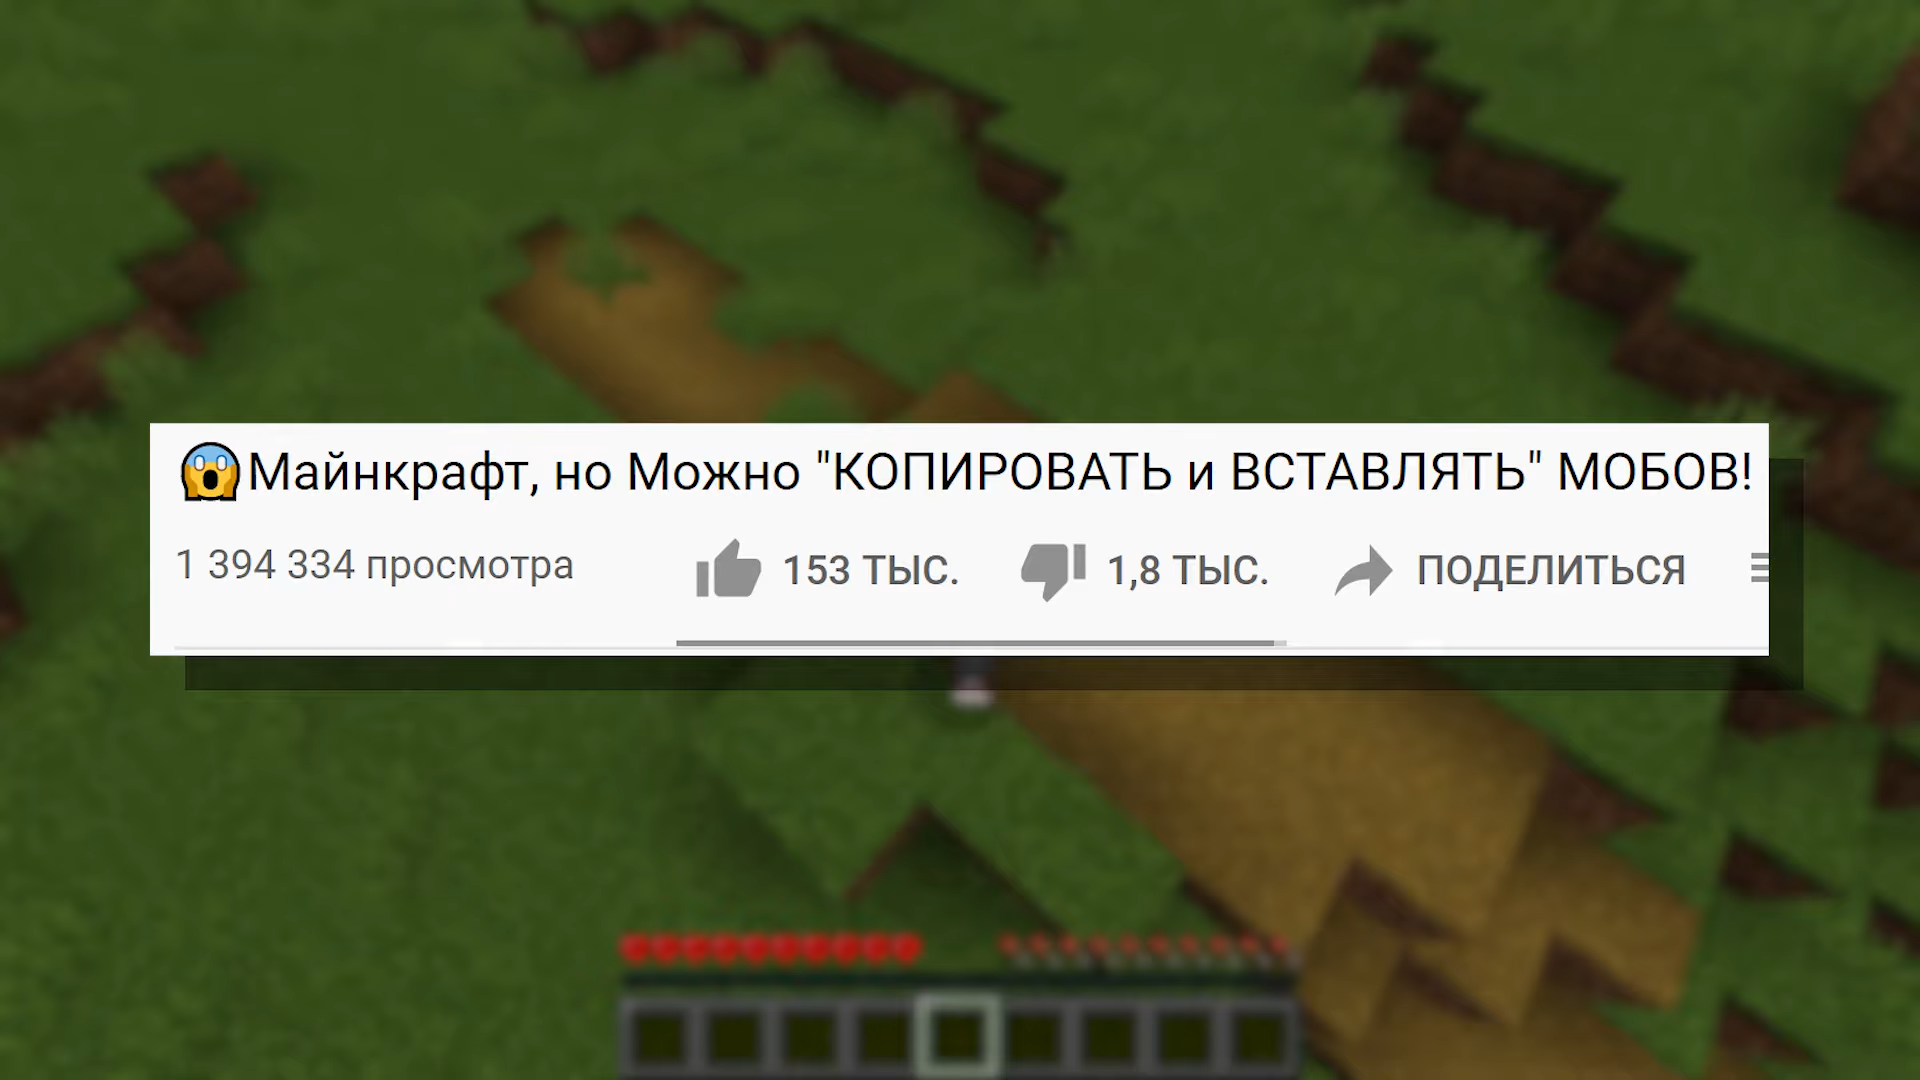 😱Майнкрафт, но Можно "КОПИРОВАТЬ и ВСТАВЛЯТЬ" МОБОВ!
1 394 334 просмотра 153 ТЫС. 1,8 ТЫС. ПОДЕЛИТЬСЯ